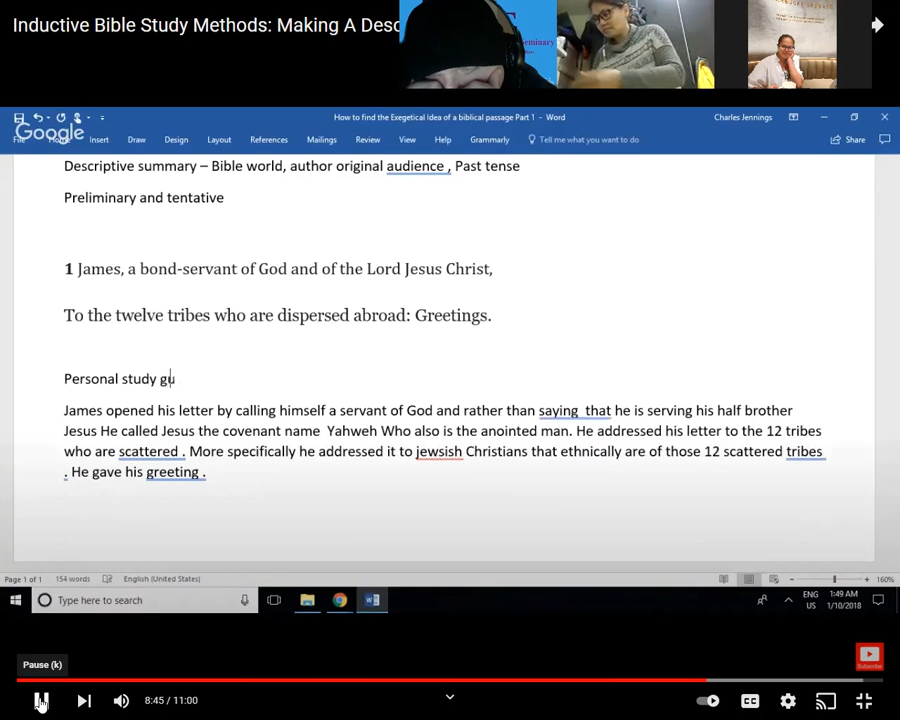 Inductive Bible Study Methods: Making A Desc
Seminary
How to find the Exegetical Idea of a biblical passage Part 1 - Word
Charles Jennings
Google
File
Home
Insert
Draw
Design
Layout
References
Mailings
Review
View
Help
Grammarly
Tell me what you want to do
Share
Descriptive summary – Bible world, author original audience , Past tense
Preliminary and tentative
1 James, a bond-servant of God and of the Lord Jesus Christ,
To the twelve tribes who are dispersed abroad: Greetings.
Personal study gu
James opened his letter by calling himself a servant of God and rather than saying that he is serving his half brother
Jesus He called Jesus the covenant name Yahweh Who also is the anointed man. He addressed his letter to the 12 tribes
who are scattered . More specifically he addressed it to jewsish Christians that ethnically are of those 12 scattered tribes
. He gave his greeting .
Page 1 of 1
154 words
English (United States)
160%
Type here to search
ENG
US
1:49 AM
1/10/2018
Subscribe
Pause (k)
8:45 / 11:00
CC